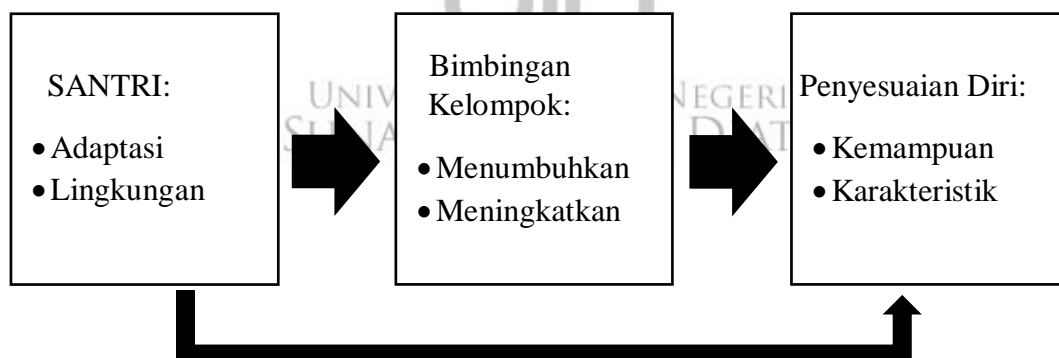 SANTRI:
• Adaptasi
• Lingkungan
Bimbingan
Kelompok:
• Menumbuhkan
• Meningkatkan
Penyesuaian Diri:
• Kemampuan
• Karakteristik